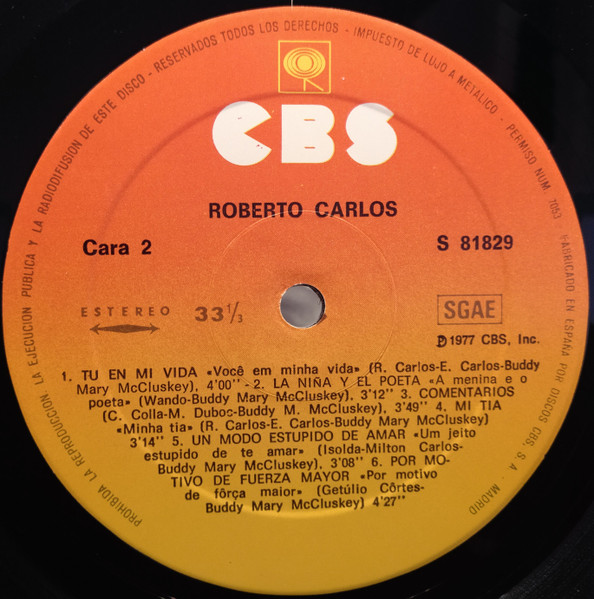 PROHIBIDA LA REPRODUCCION, LA EJECUCION PUBLICA Y LA RADIODIFUSION DE ESTE DISCO - RESERVADOS TODOS LOS DERECHOS - IMPUESTO DE LUJO A METALICO - PERMISO NUM. 7063 - FABRICADO EN ESPAÑA POR DISCOS CBS, S. A. - MADRID
CBS
ROBERTO CARLOS
Cara 2
S 81829
ESTEREO
33 1/3
SGAE
Ⓟ1977 CBS, Inc.
1. TU EN MI VIDA «Você em minha vida» (R. Carlos-E. Carlos-Buddy
Mary McCluskey), 4'00'' - 2. LA NIÑA Y EL POETA «A menina e o
poeta» (Wando-Buddy Mary McCluskey), 3'12'' 3. COMENTARIOS
(C. Colla-M. Duboc-Buddy M. McCluskey), 3'49'' 4. MI TIA
«Minha tia» (R. Carlos-E. Carlos-Buddy Mary McCluskey)
3'14'' 5. UN MODO ESTUPIDO DE AMAR «Um jeito
estupido de te amar» (Isolda-Milton Carlos-
Buddy Mary McCluskey), 3'08'' 6. POR MO-
TIVO DE FUERZA MAYOR «Por motivo
de fôrça maior» (Getúlio Côrtes-
Buddy Mary McCluskey) 4'27''